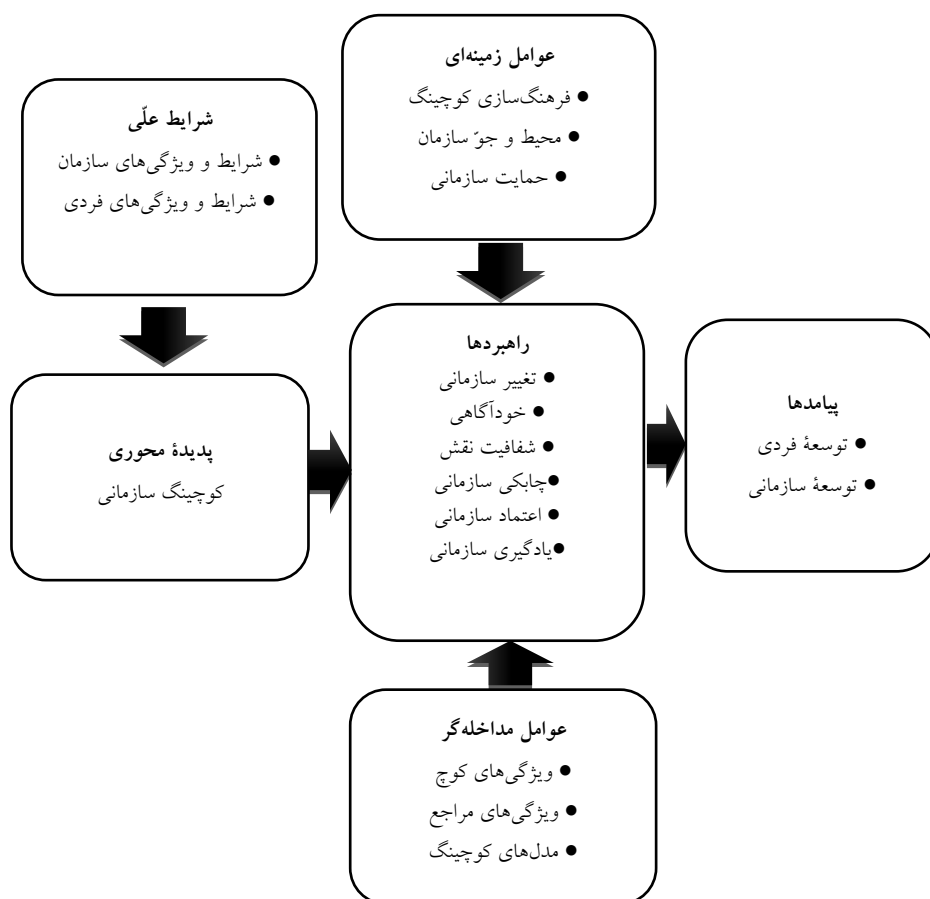 عوامل زمینه‌ای
● فرهنگ‌سازی کوچینگ
● محیط و جوّ سازمان
● حمایت سازمانی
شرایط علّی
● شرایط و ویژگی‌های سازمان
● شرایط و ویژگی‌های فردی
پدیدهٔ محوری
کوچینگ سازمانی
راهبردها
● تغییر سازمانی
● خودآگاهی
● شفافیت نقش
●چابکی سازمانی
● اعتماد سازمانی
●یادگیری سازمانی
پیامدها
● توسعهٔ فردی
● توسعهٔ سازمانی
عوامل مداخله‌گر
● ویژگی‌های کوچ
● ویژگی‌های مراجع
● مدل‌های کوچینگ